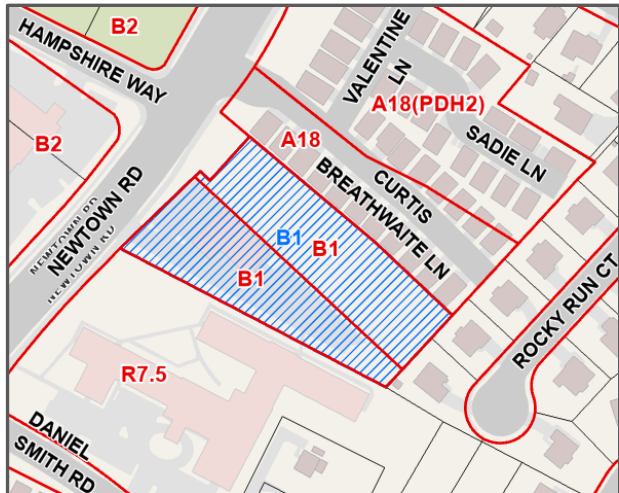 B2
HAMPSHIRE WAY
VALENTINE
LN
A18(PDH2)
B2
A18
SADIE LN
CURTIS
BREATHWAITE LN
NEWTOWN RD
NEWTOWN RD
NEWTOWN RD
B1
B1
B1
ROCKY RUN CT
R7.5
DANIEL
SMITH RD